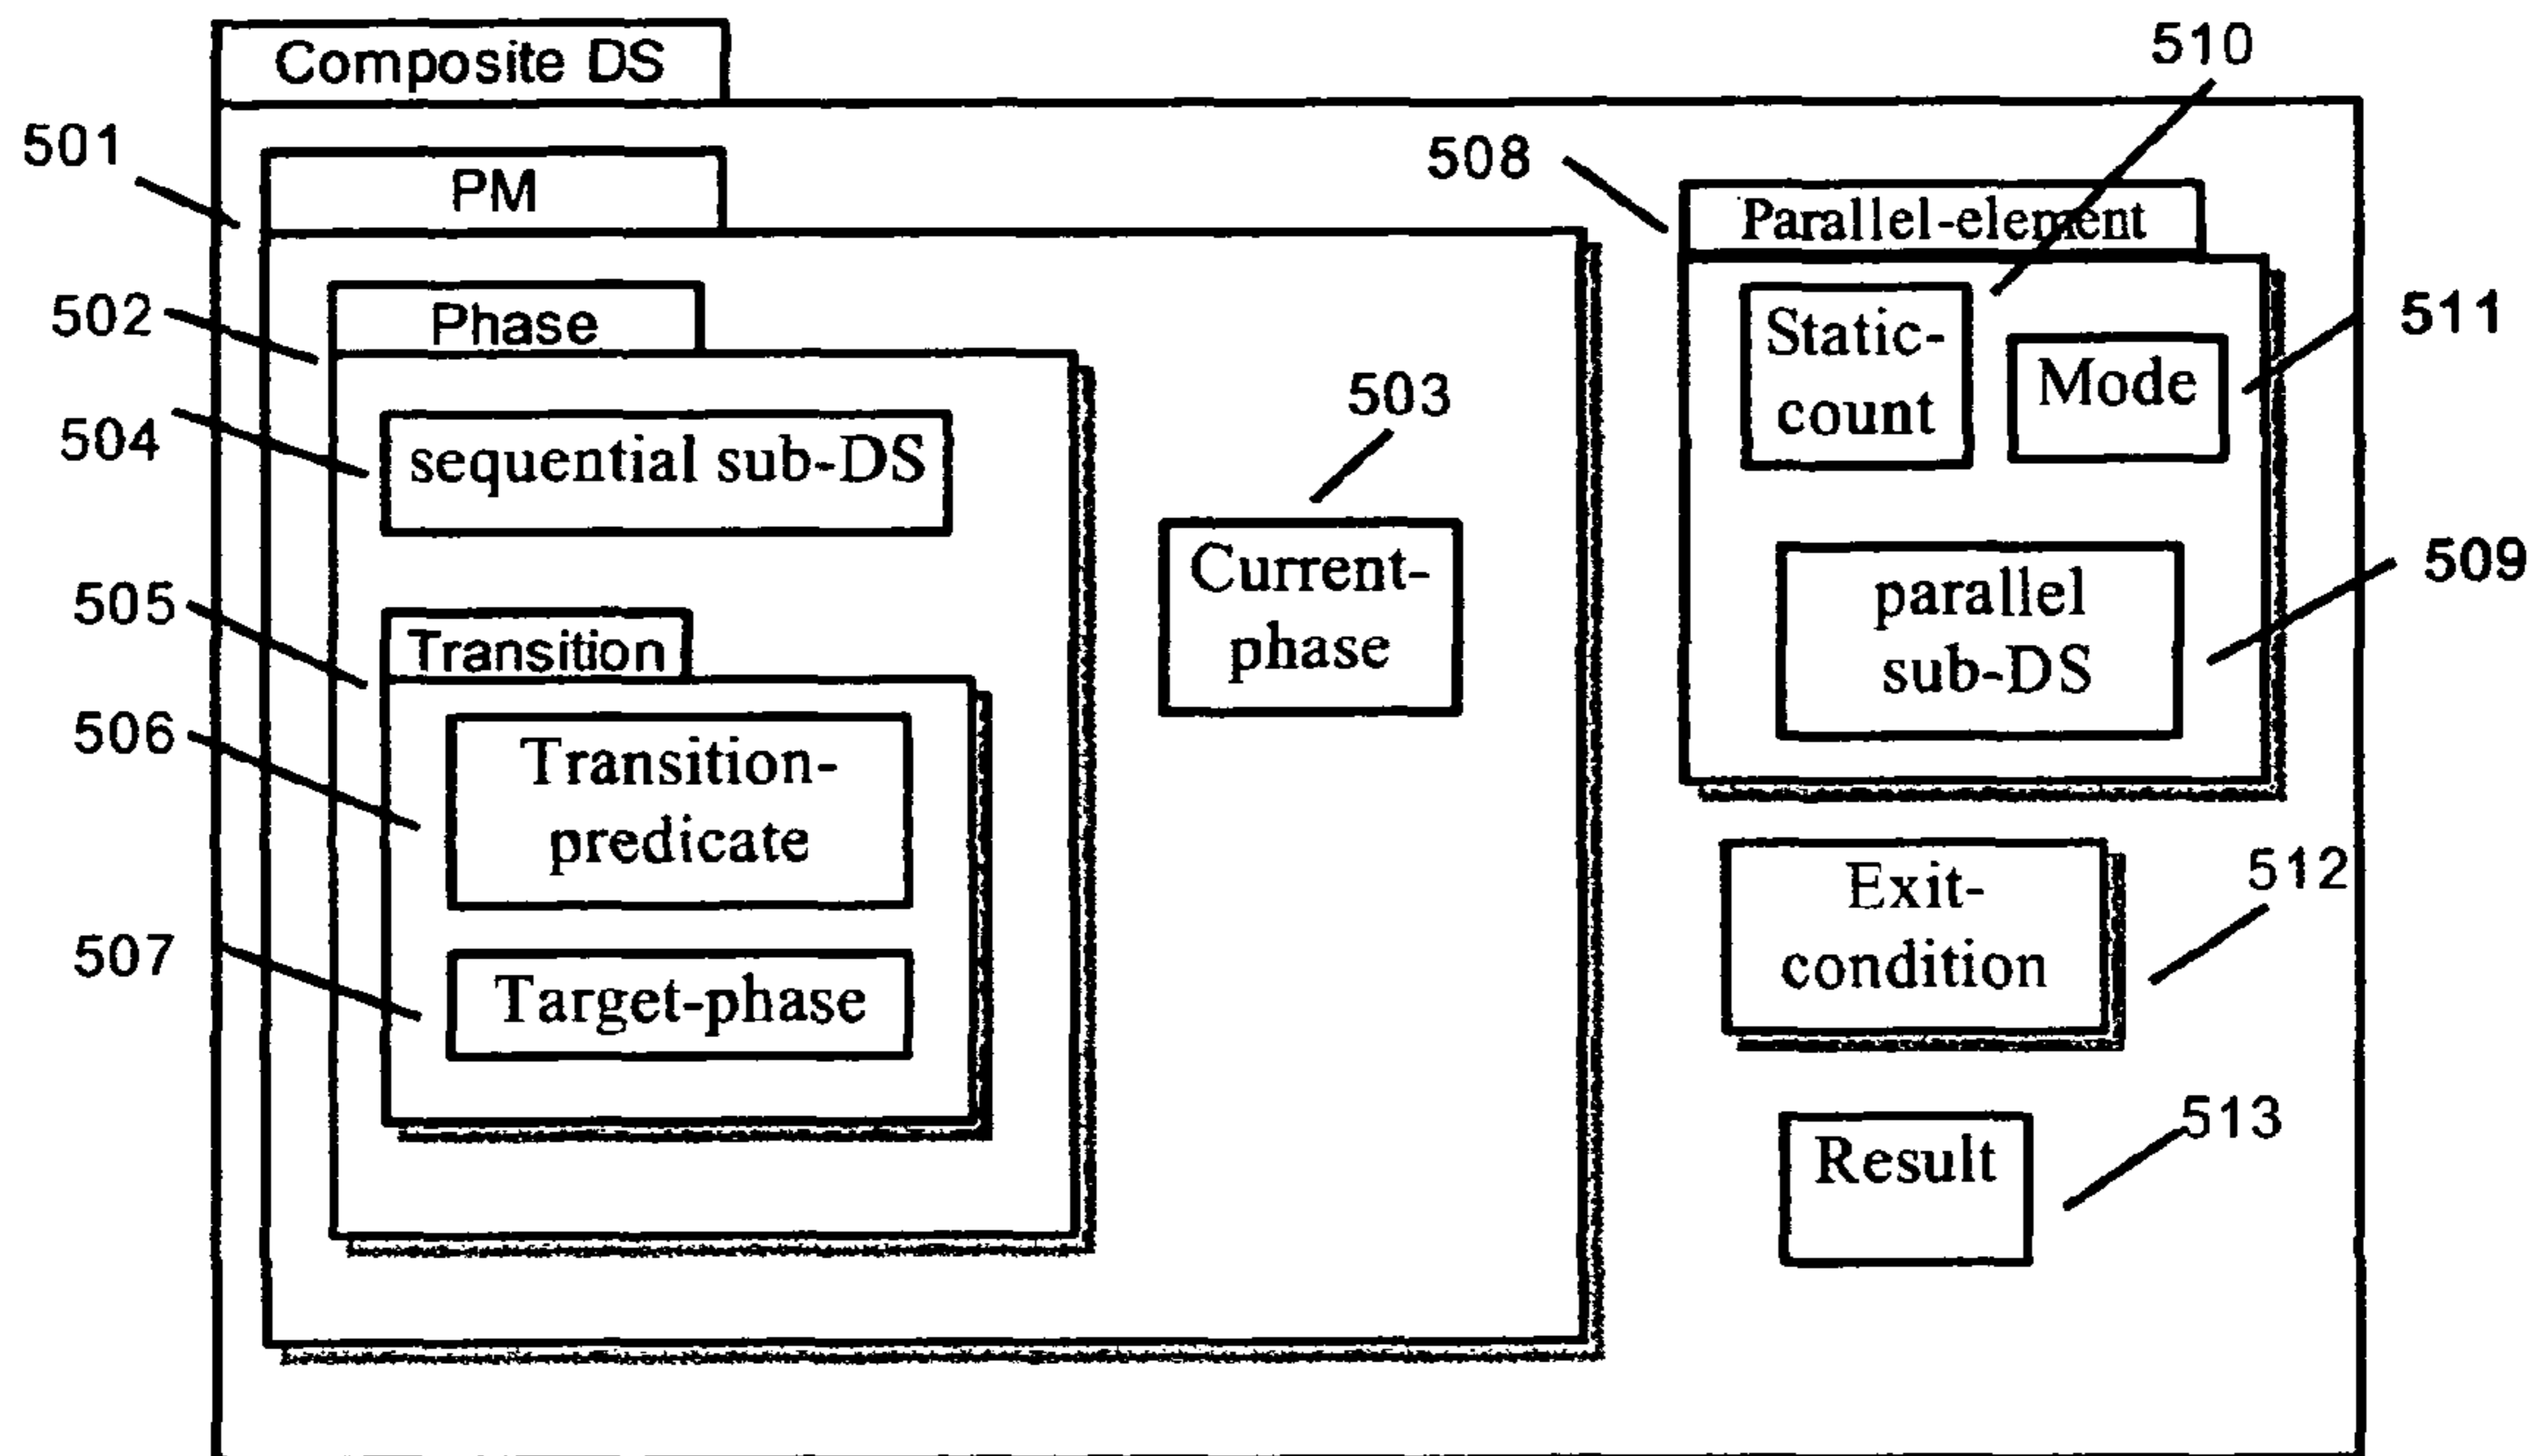 Composite DS
510
501
PM
508
Parallel-element
502
Phase
Static-
count
Mode
511
503
504
sequential sub-DS
Current-
phase
parallel
sub-DS
509
505
Transition
506
Transition-
predicate
Exit-
condition
512
507
Target-phase
Result
513